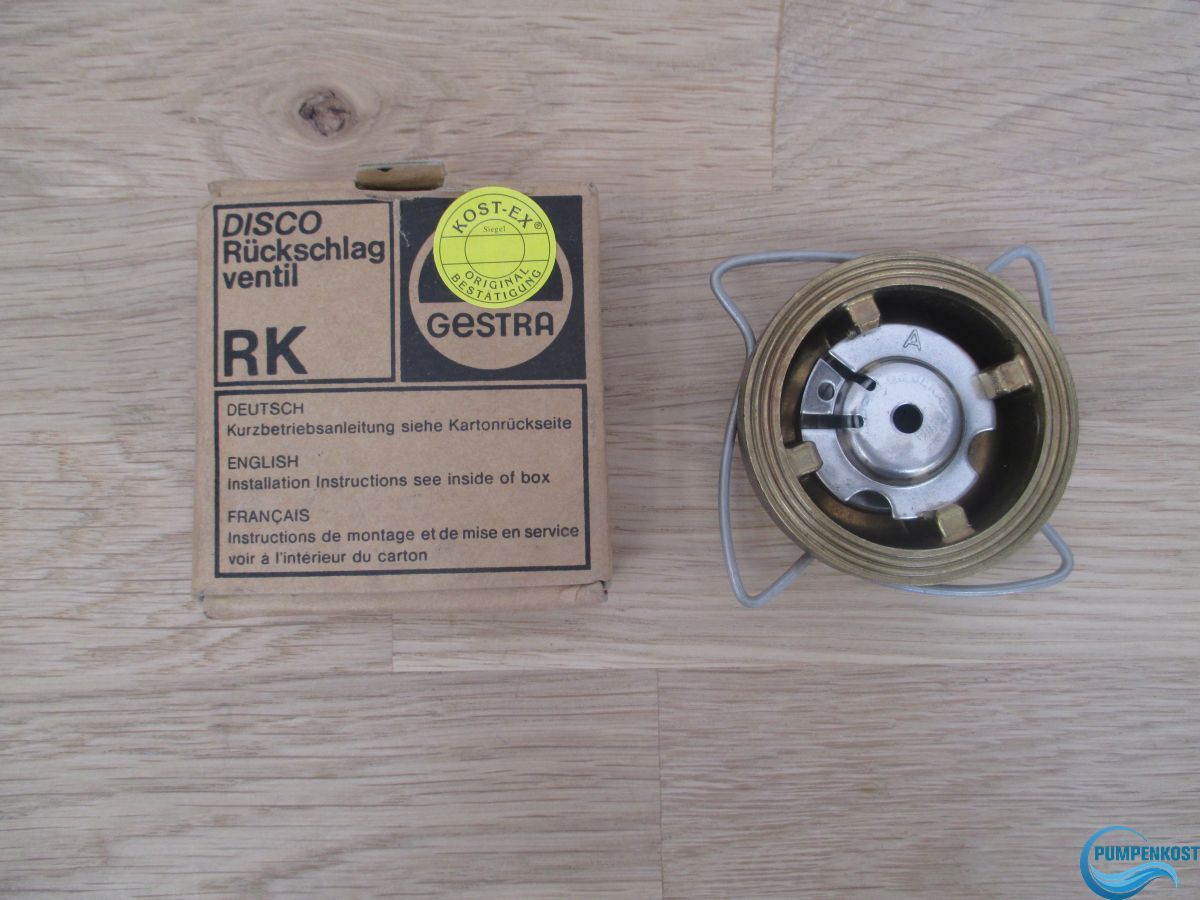 DISCO
Rückschlag
ventil
RK
KOST-EX®
Siegel
ORIGINAL
BESTÄTIGUNG
GESTRA
DEUTSCH
Kurzbetriebsanleitung siehe Kartonrückseite
ENGLISH
Installation Instructions see inside of box
FRANÇAIS
Instructions de montage et de mise en service
voir à l'intérieur du carton
A
PUMPENKOST